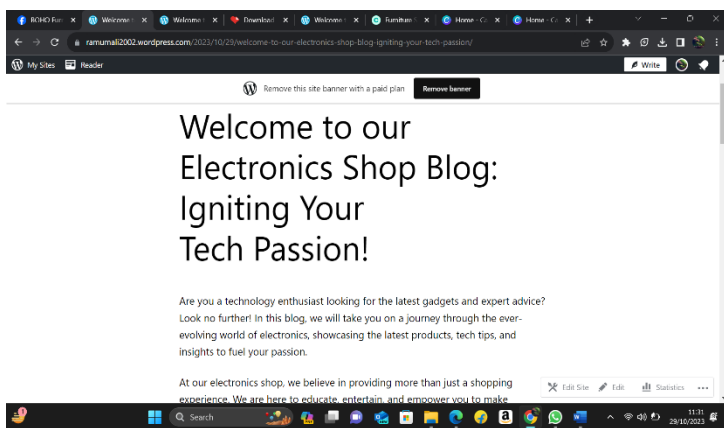 BOHO Fur
Welcome t
Welcome t
Download
Welcome t
Furniture
Home - Co
Home - Co
ramumali2002.wordpress.com/2023/10/29/welcome-to-our-electronics-shop-blog-igniting-your-tech-passion/
My Sites
Reader
Write
Remove this site banner with a paid plan
Remove banner
Welcome to our
Electronics Shop Blog:
Igniting Your
Tech Passion!
Are you a technology enthusiast looking for the latest gadgets and expert advice?
Look no further! In this blog, we will take you on a journey through the ever-
evolving world of electronics, showcasing the latest products, tech tips, and
insights to fuel your passion.
At our electronics shop, we believe in providing more than just a shopping
experience. We are here to educate, entertain, and empower you to make
Edit Site
Edit
Statistics
Search
11:31
29/10/2023